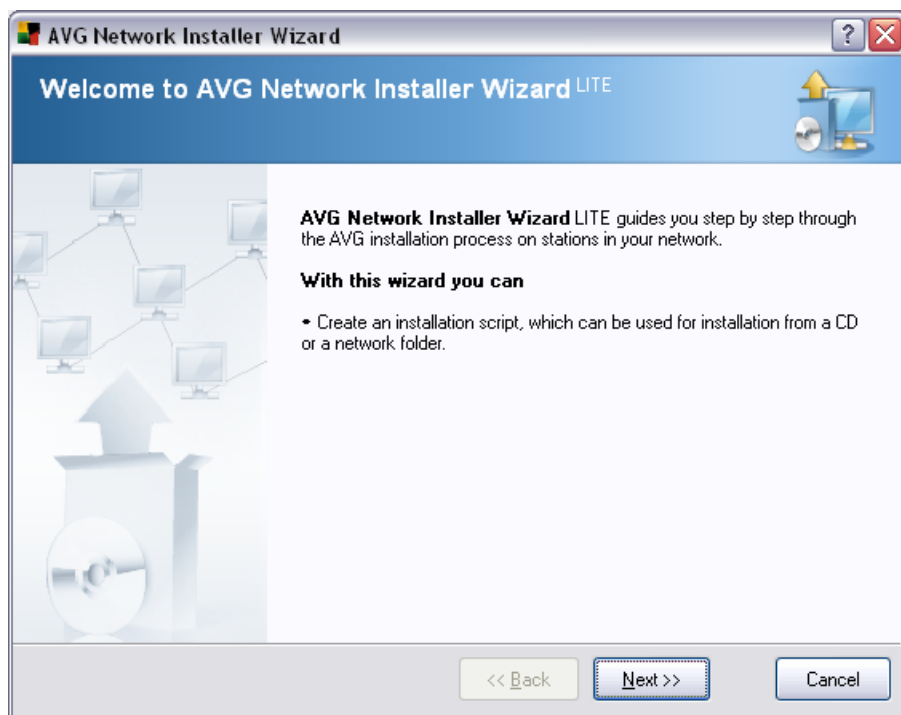 AVG Network Installer Wizard
?
Welcome to AVG Network Installer Wizard LITE
AVG Network Installer Wizard LITE guides you step by step through
the AVG installation process on stations in your network.
With this wizard you can
• Create an installation script, which can be used for installation from a CD
or a network folder.
<< Back
Next >>
Cancel